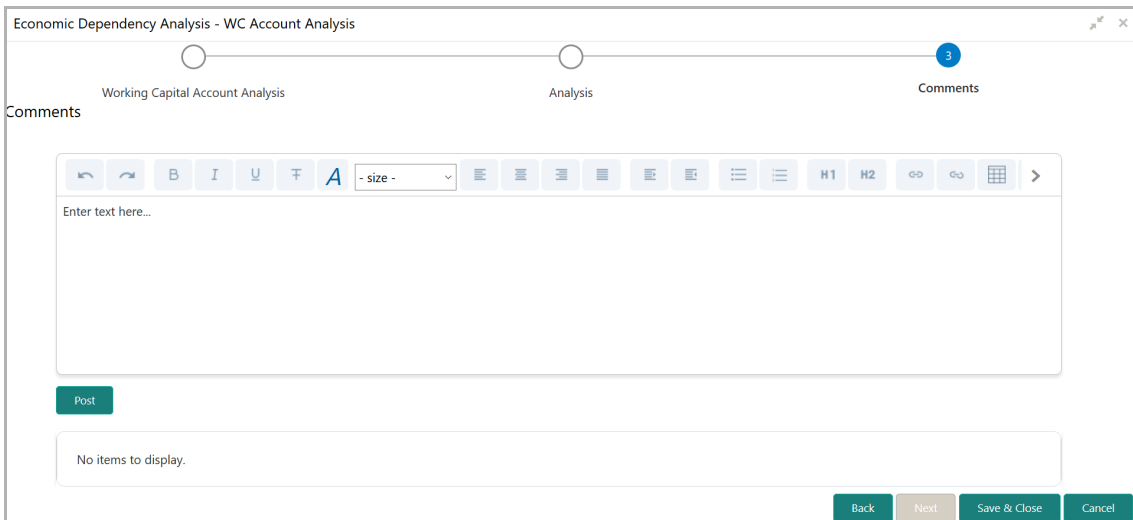 Economic Dependency Analysis - WC Account Analysis
3
Working Capital Account Analysis
Analysis
Comments
Comments
B I U T A - size - H1 H2
Enter text here...
Post
No items to display.
Back Next Save & Close Cancel